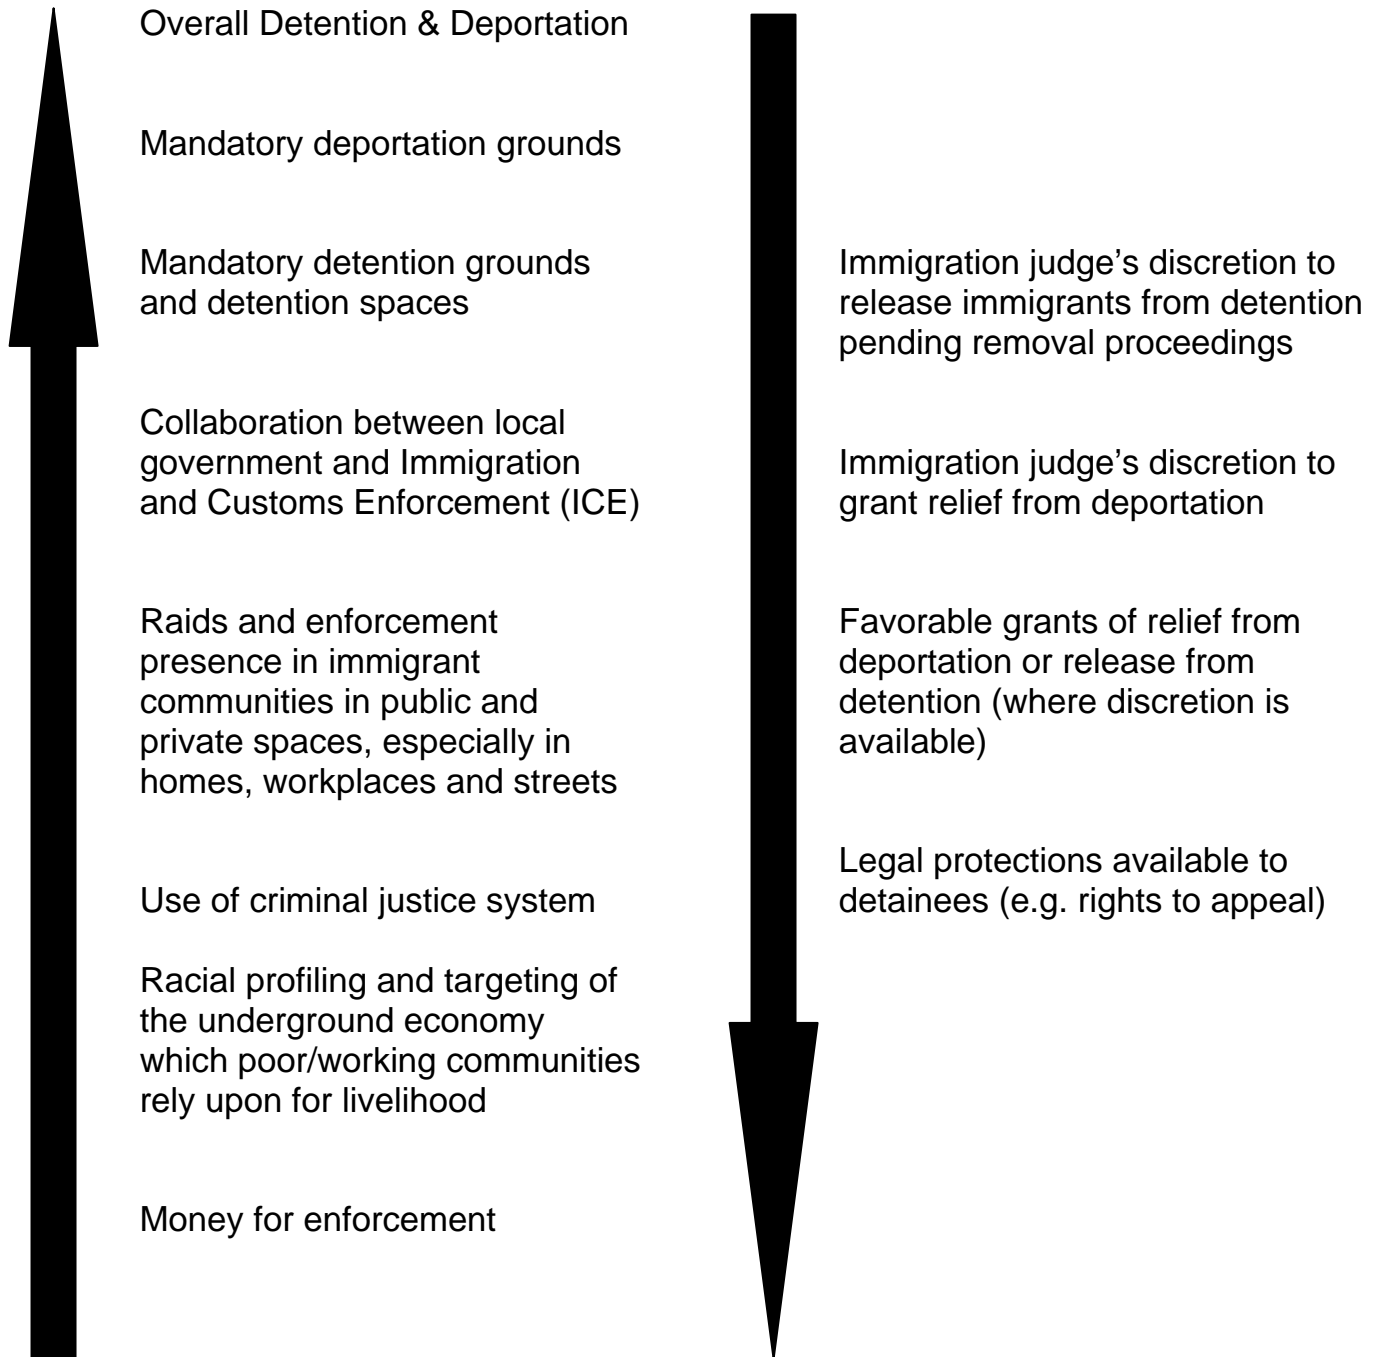 Overall Detention & Deportation
Mandatory deportation grounds
Mandatory detention grounds
and detention spaces
Collaboration between local
government and Immigration
and Customs Enforcement (ICE)
Raids and enforcement
presence in immigrant
communities in public and
private spaces, especially in
homes, workplaces and streets
Use of criminal justice system
Racial profiling and targeting of
the underground economy
which poor/working communities
rely upon for livelihood
Money for enforcement
Immigration judge’s discretion to
release immigrants from detention
pending removal proceedings
Immigration judge’s discretion to
grant relief from deportation
Favorable grants of relief from
deportation or release from
detention (where discretion is
available)
Legal protections available to
detainees (e.g. rights to appeal)